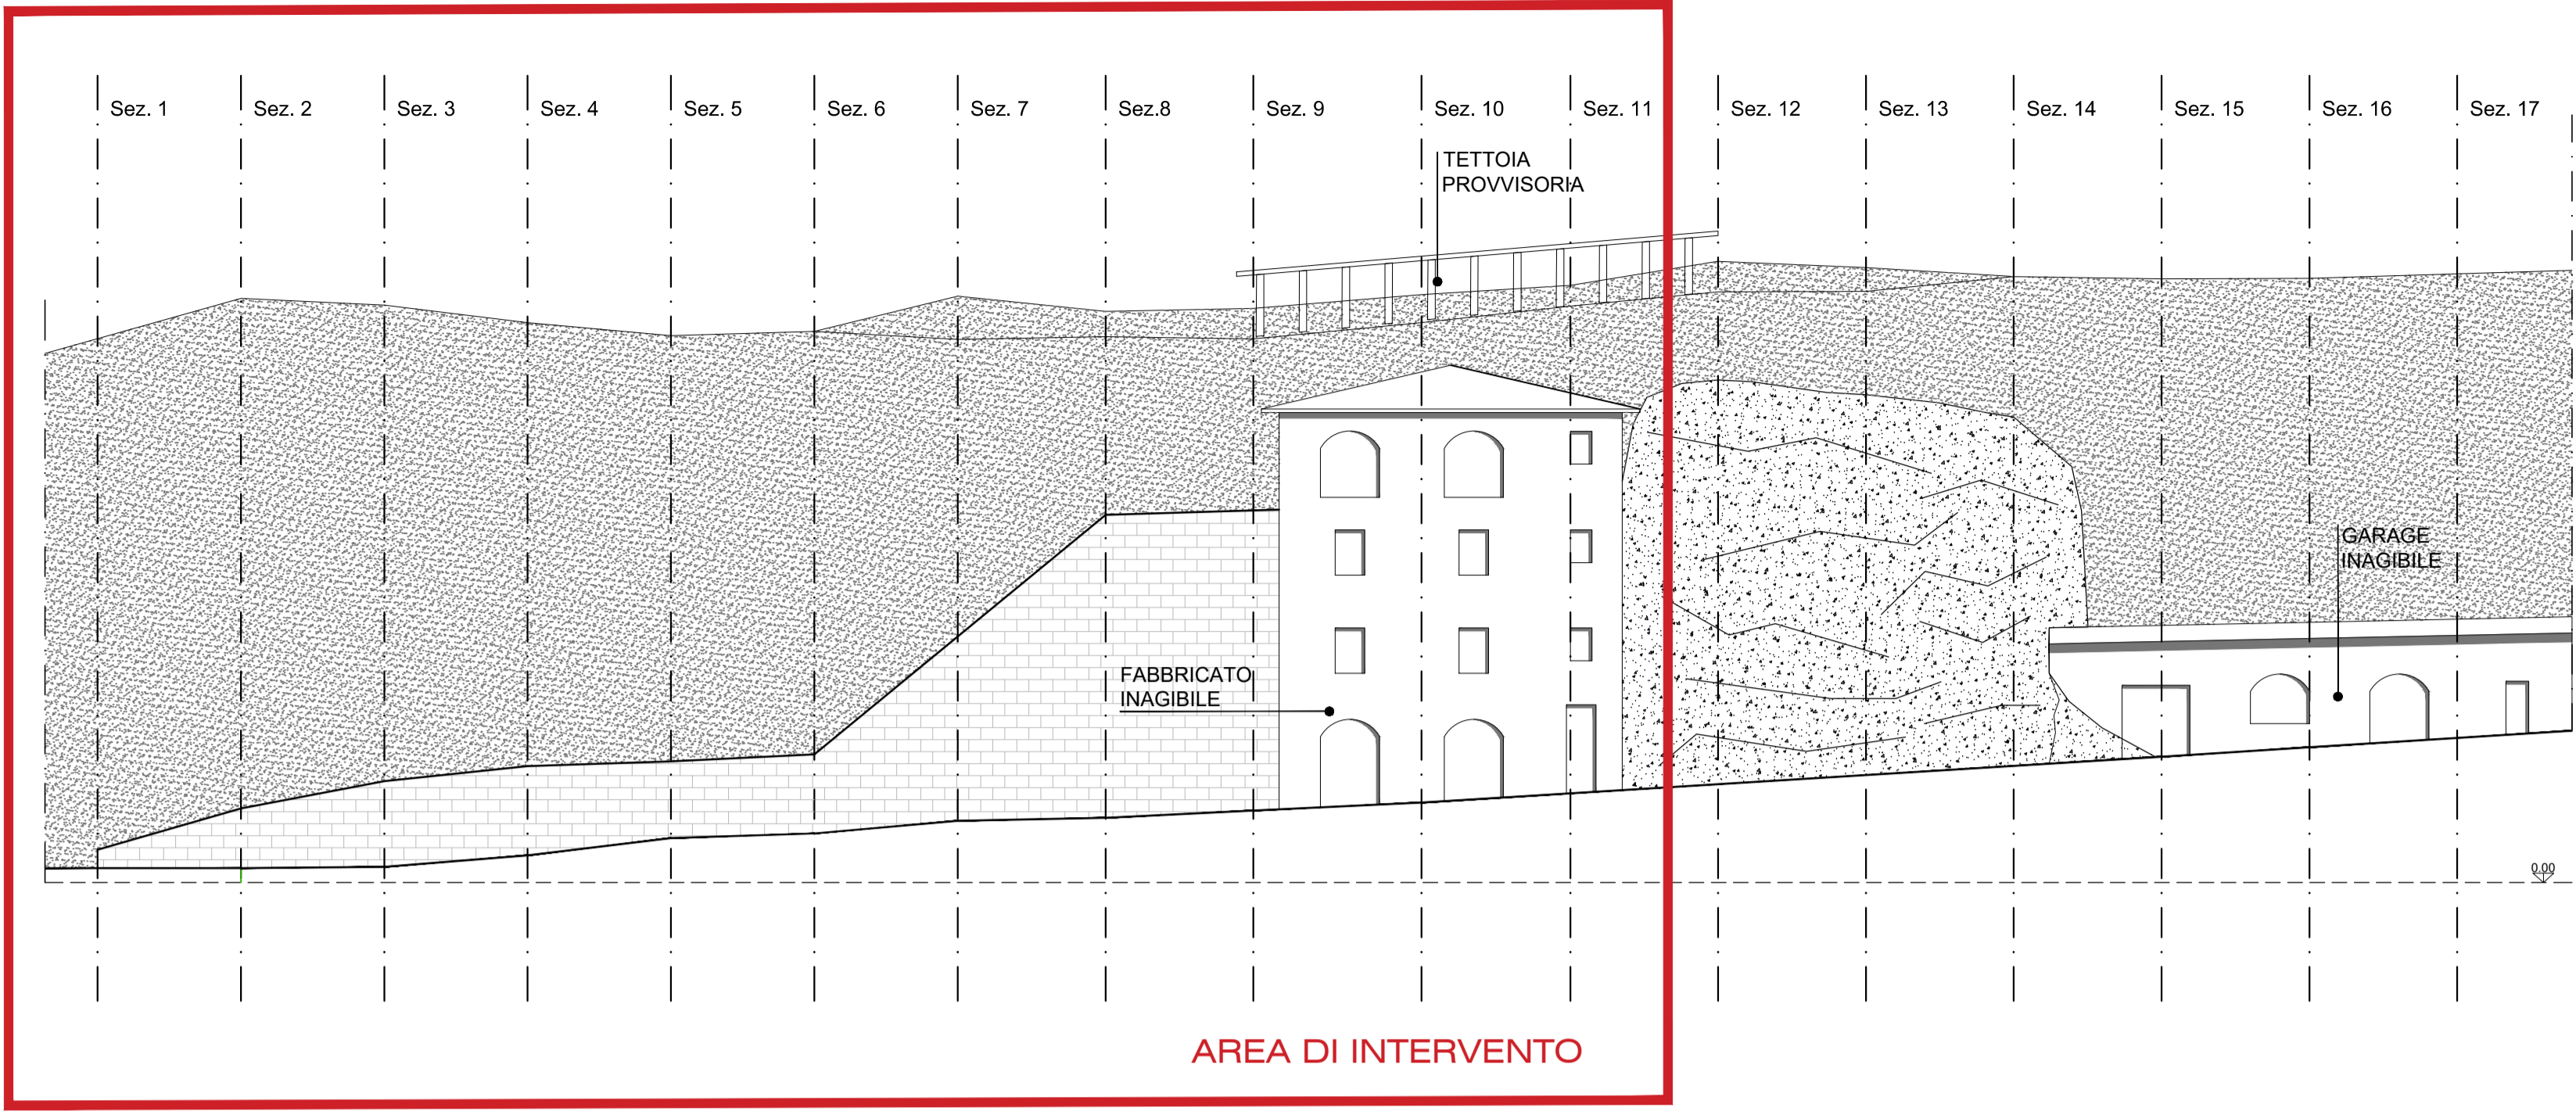 Sez. 1
Sez. 2
Sez. 3
Sez. 4
Sez. 5
Sez. 6
Sez. 7
Sez.8
Sez. 9
Sez. 10
Sez. 11
Sez. 12
Sez. 13
Sez. 14
Sez. 15
Sez. 16
Sez. 17
TETTOIA
PROVVISORIA
GARAGE
INAGIBILE
FABBRICATO
INAGIBILE
0.00
AREA DI INTERVENTO